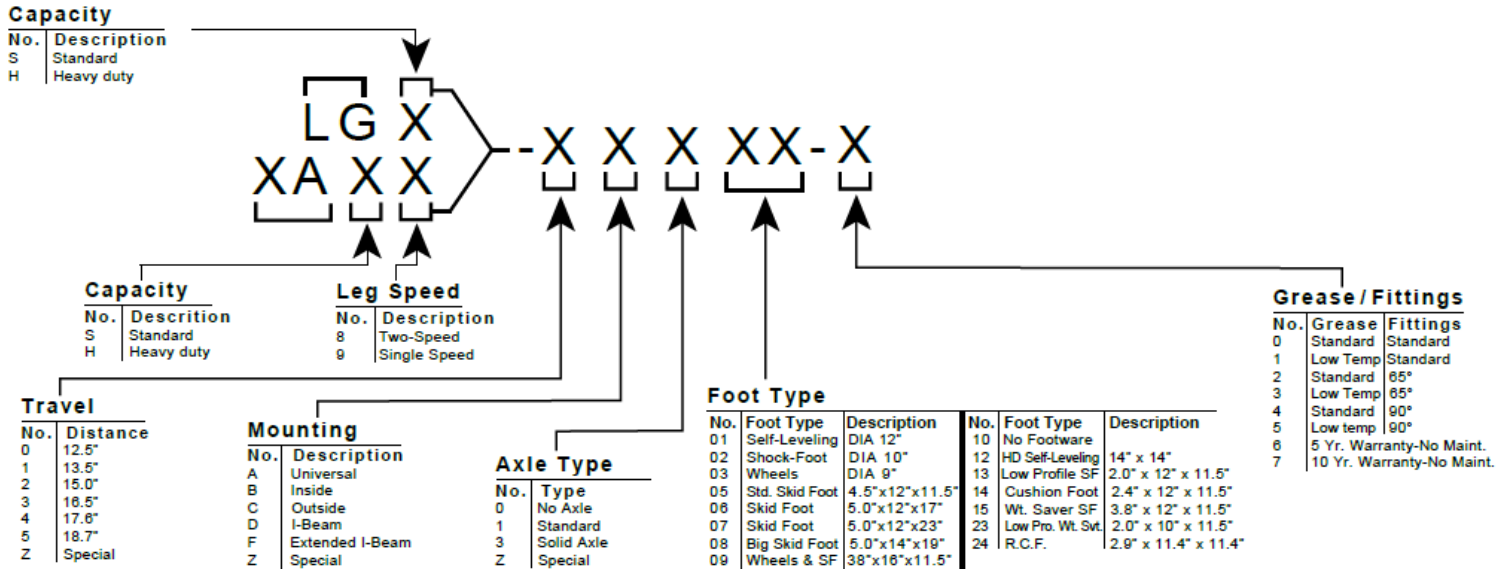 Capacity
No. Description
S Standard
H Heavy duty
LG X
XA X X
- X X X XX - X
Capacity
No. Descrition
S Standard
H Heavy duty
Leg Speed
No. Description
8 Two-Speed
9 Single Speed
Travel
No. Distance
0 12.5"
1 13.5"
2 15.0"
3 16.5"
4 17.6"
5 18.7"
Z Special
Mounting
No. Description
A Universal
B Inside
C Outside
D I-Beam
F Extended I-Beam
Z Special
Axle Type
No. Type
0 No Axle
1 Standard
3 Solid Axle
Z Special
Foot Type
No. Foot Type Description
01 Self-Leveling DIA 12"
02 Shock-Foot DIA 10"
03 Wheels DIA 9"
05 Std. Skid Foot 4.5"x12"x11.5"
06 Skid Foot 5.0"x12"x17"
07 Skid Foot 5.0"x12"x23"
08 Big Skid Foot 5.0"x14"x19"
09 Wheels & SF 38"x16"x11.5"
No. Foot Type Description
10 No Footware
12 HD Self-Leveling 14" x 14"
13 Low Profile SF 2.0" x 12" x 11.5"
14 Cushion Foot 2.4" x 12" x 11.5"
15 Wt. Saver SF 3.8" x 12" x 11.5"
23 Low Pro. Wt. Svt. 2.0" x 10" x 11.5"
24 R.C.F. 2.9" x 11.4" x 11.4"
Grease/Fittings
No. Grease Fittings
0 Standard Standard
1 Low Temp Standard
2 Standard 65°
3 Low Temp 65°
4 Standard 90°
5 Low temp 90°
6 5 Yr. Warranty-No Maint.
7 10 Yr. Warranty-No Maint.